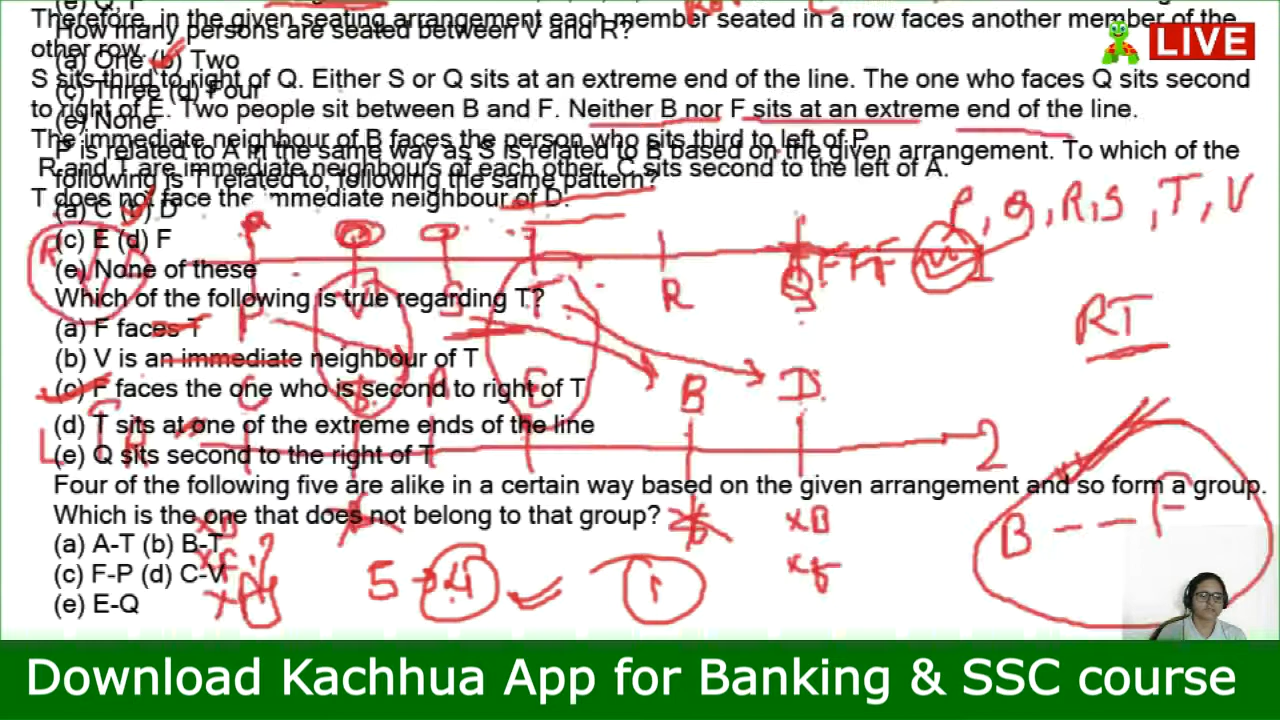 (e) Q,
Therefore, in the given seating arrangement each member seated in a row faces another member of the
How many persons are seated between V and R?
other row.
(a) One (b) Two
S sits third to right of Q. Either S or Q sits at an extreme end of the line. The one who faces Q sits second
(c) Three (d) Four
to right of E. Two people sit between B and F. Neither B nor F sits at an extreme end of the line.
(e) None
The immediate neighbour of B faces the person who sits third to left of P.
P is related to A in the same way as S is related to B based on the given arrangement. To which of the
R and T are immediate neighbours of each other. C sits second to the left of A.
following is T related to, following the same pattern?
T does not face the immediate neighbour of D.
(a) C (b) D
(c) E (d) F
(e) None of these
Which of the following is true regarding T?
(a) F faces T
(b) V is an immediate neighbour of T
(c) F faces the one who is second to right of T
(d) T sits at one of the extreme ends of the line
(e) Q sits second to the right of T
Four of the following five are alike in a certain way based on the given arrangement and so form a group.
Which is the one that does not belong to that group?
(a) A-T (b) B-T
(c) F-P (d) C-V
(e) E-Q
LIVE
P, Q, R, S, T, V
P V S T R Q
1
RT
C F A E B D
L R
2
B - - F
xB
xF
xB
xf
5 → 4
1
Download Kachhua App for Banking & SSC course